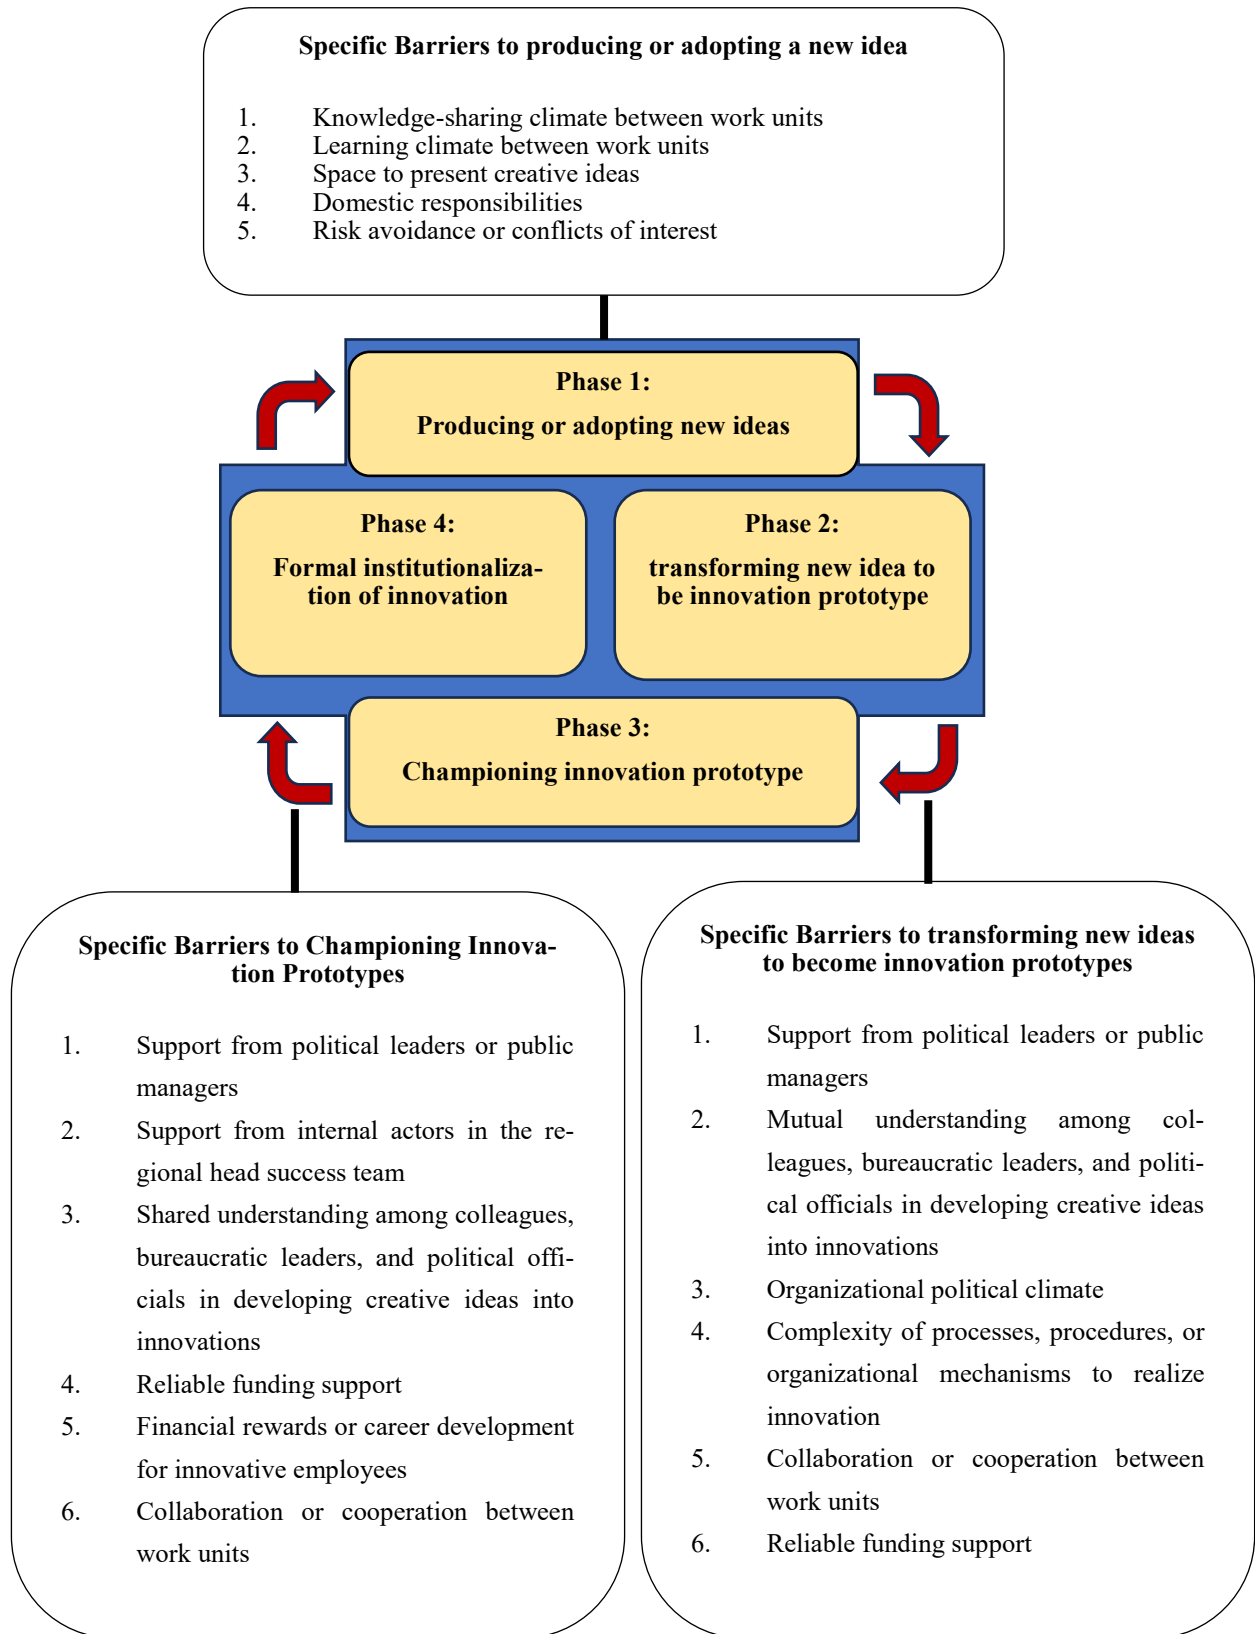 Specific Barriers to producing or adopting a new idea
1. Knowledge-sharing climate between work units
2. Learning climate between work units
3. Space to present creative ideas
4. Domestic responsibilities
5. Risk avoidance or conflicts of interest
Phase 1:
Producing or adopting new ideas
Phase 4:
Formal institutionaliza-
tion of innovation
Phase 2:
transforming new idea to
be innovation prototype
Phase 3:
Championing innovation prototype
Specific Barriers to Championing Innova-
tion Prototypes
1. Support from political leaders or public
managers
2. Support from internal actors in the re-
gional head success team
3. Shared understanding among colleagues,
bureaucratic leaders, and political offi-
cials in developing creative ideas into
innovations
4. Reliable funding support
5. Financial rewards or career development
for innovative employees
6. Collaboration or cooperation between
work units
Specific Barriers to transforming new ideas
to become innovation prototypes
1. Support from political leaders or public
managers
2. Mutual understanding among col-
leagues, bureaucratic leaders, and politi-
cal officials in developing creative ideas
into innovations
3. Organizational political climate
4. Complexity of processes, procedures, or
organizational mechanisms to realize
innovation
5. Collaboration or cooperation between
work units
6. Reliable funding support